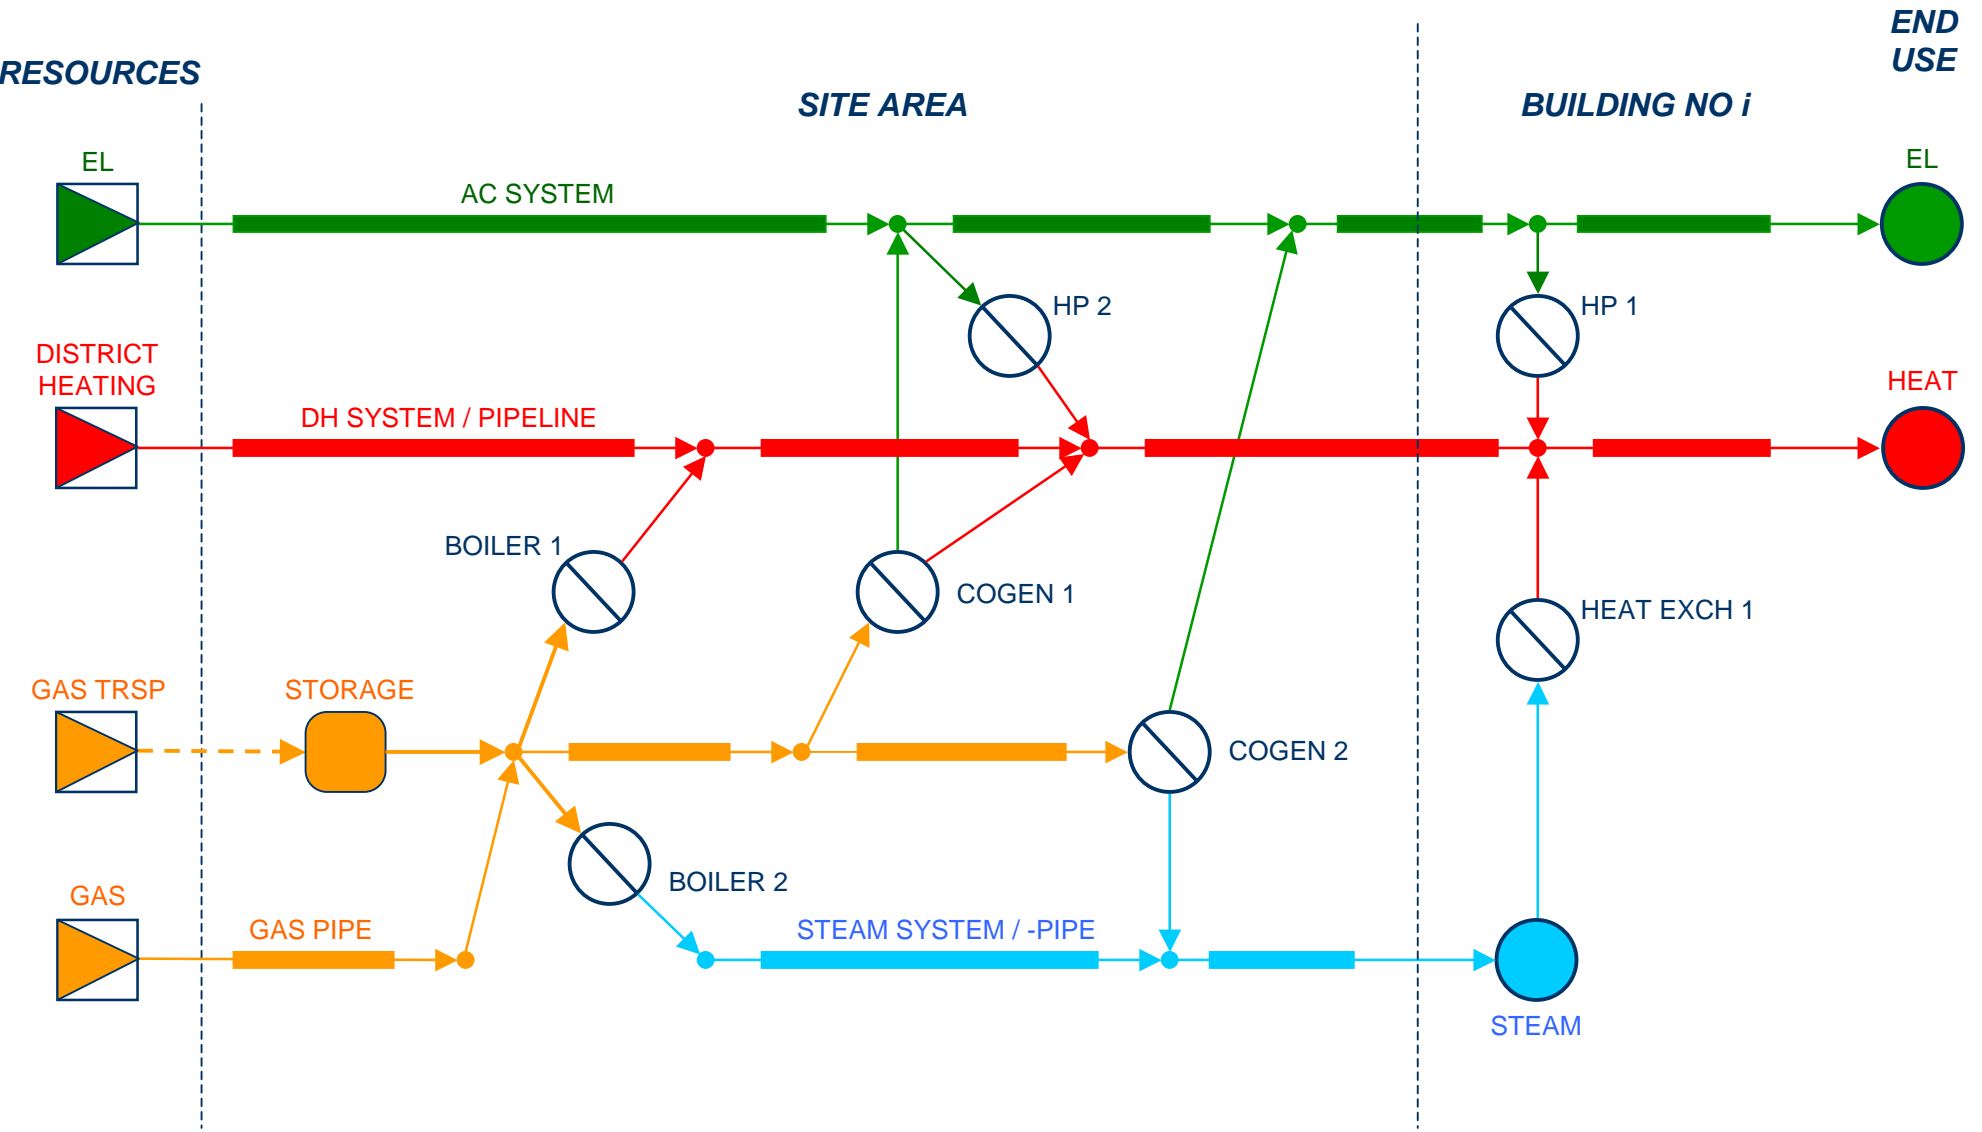 END
USE
RESOURCES
SITE AREA
BUILDING NO i
EL
AC SYSTEM
EL
HP 2
HP 1
DISTRICT
HEATING
DH SYSTEM / PIPELINE
HEAT
BOILER 1
COGEN 1
HEAT EXCH 1
GAS TRSP
STORAGE
COGEN 2
BOILER 2
GAS
GAS PIPE
STEAM SYSTEM / -PIPE
STEAM